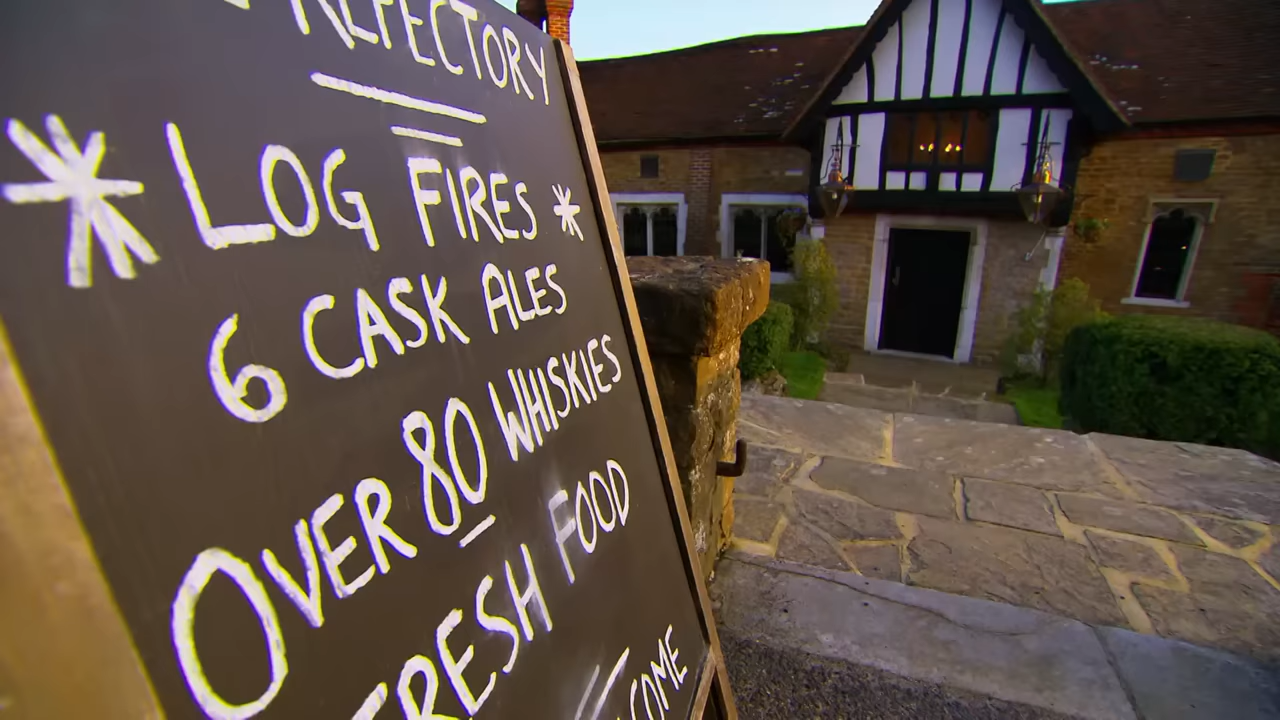 REFECTORY
* LOG FIRES *
6 CASK ALES
OVER 80 WHISKIES
FRESH FOOD